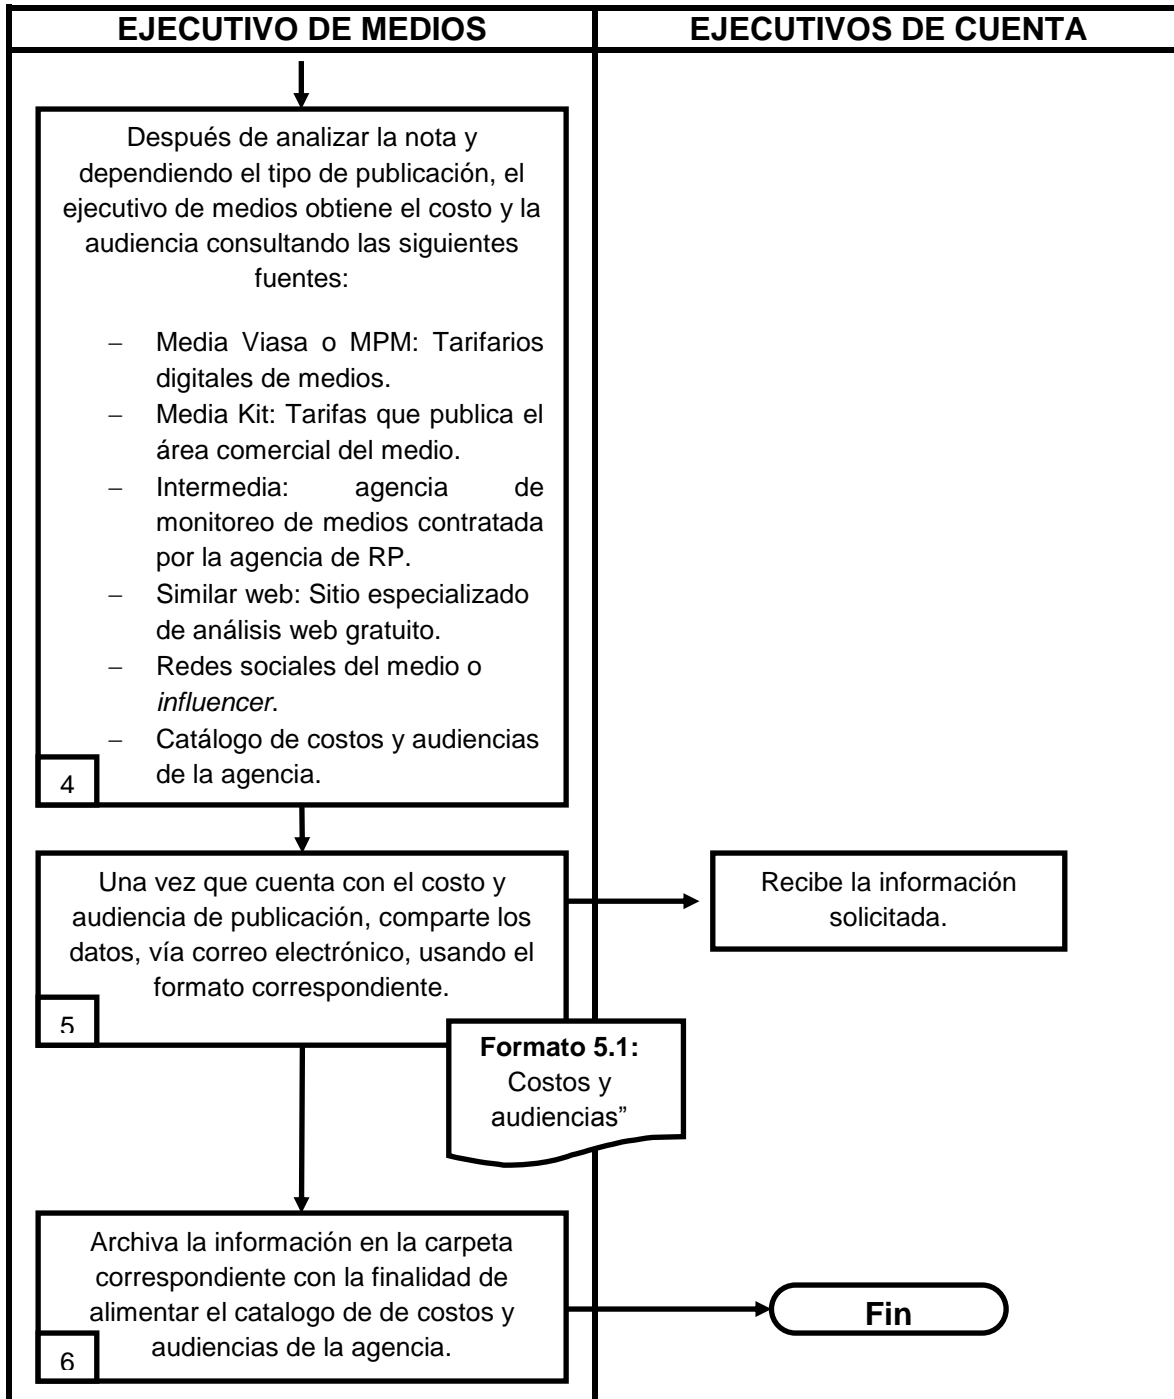 EJECUTIVO DE MEDIOS
EJECUTIVOS DE CUENTA
Después de analizar la nota y
dependiendo el tipo de publicación, el
ejecutivo de medios obtiene el costo y la
audiencia consultando las siguientes
fuentes:
– Media Viasa o MPM: Tarifarios
digitales de medios.
– Media Kit: Tarifas que publica el
área comercial del medio.
– Intermedia: agencia de
monitoreo de medios contratada
por la agencia de RP.
– Similar web: Sitio especializado
de análisis web gratuito.
– Redes sociales del medio o
influencer.
– Catálogo de costos y audiencias
de la agencia.
4
Una vez que cuenta con el costo y
audiencia de publicación, comparte los
datos, vía correo electrónico, usando el
formato correspondiente.
5
Recibe la información
solicitada.
Formato 5.1:
Costos y
audiencias”
Archiva la información en la carpeta
correspondiente con la finalidad de
alimentar el catalogo de de costos y
audiencias de la agencia.
6
Fin